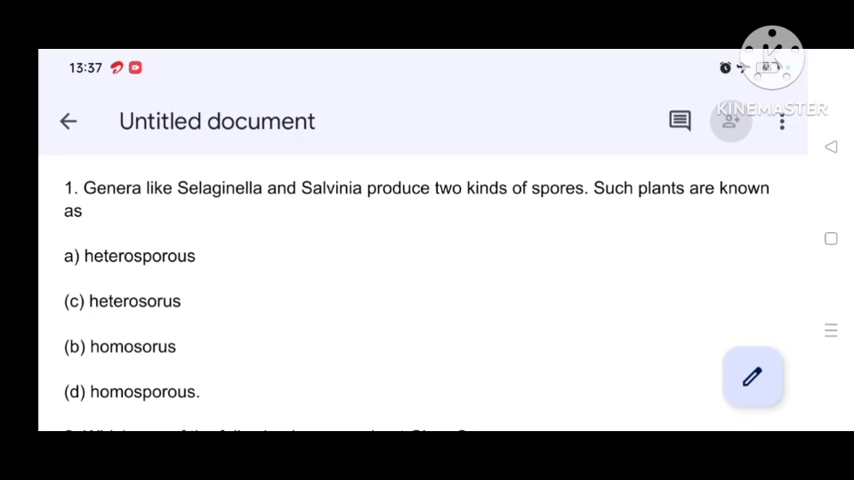 13:37
KINEMASTER
Untitled document
1. Genera like Selaginella and Salvinia produce two kinds of spores. Such plants are known
as
a) heterosporous
(c) heterosorus
(b) homosorus
(d) homosporous.